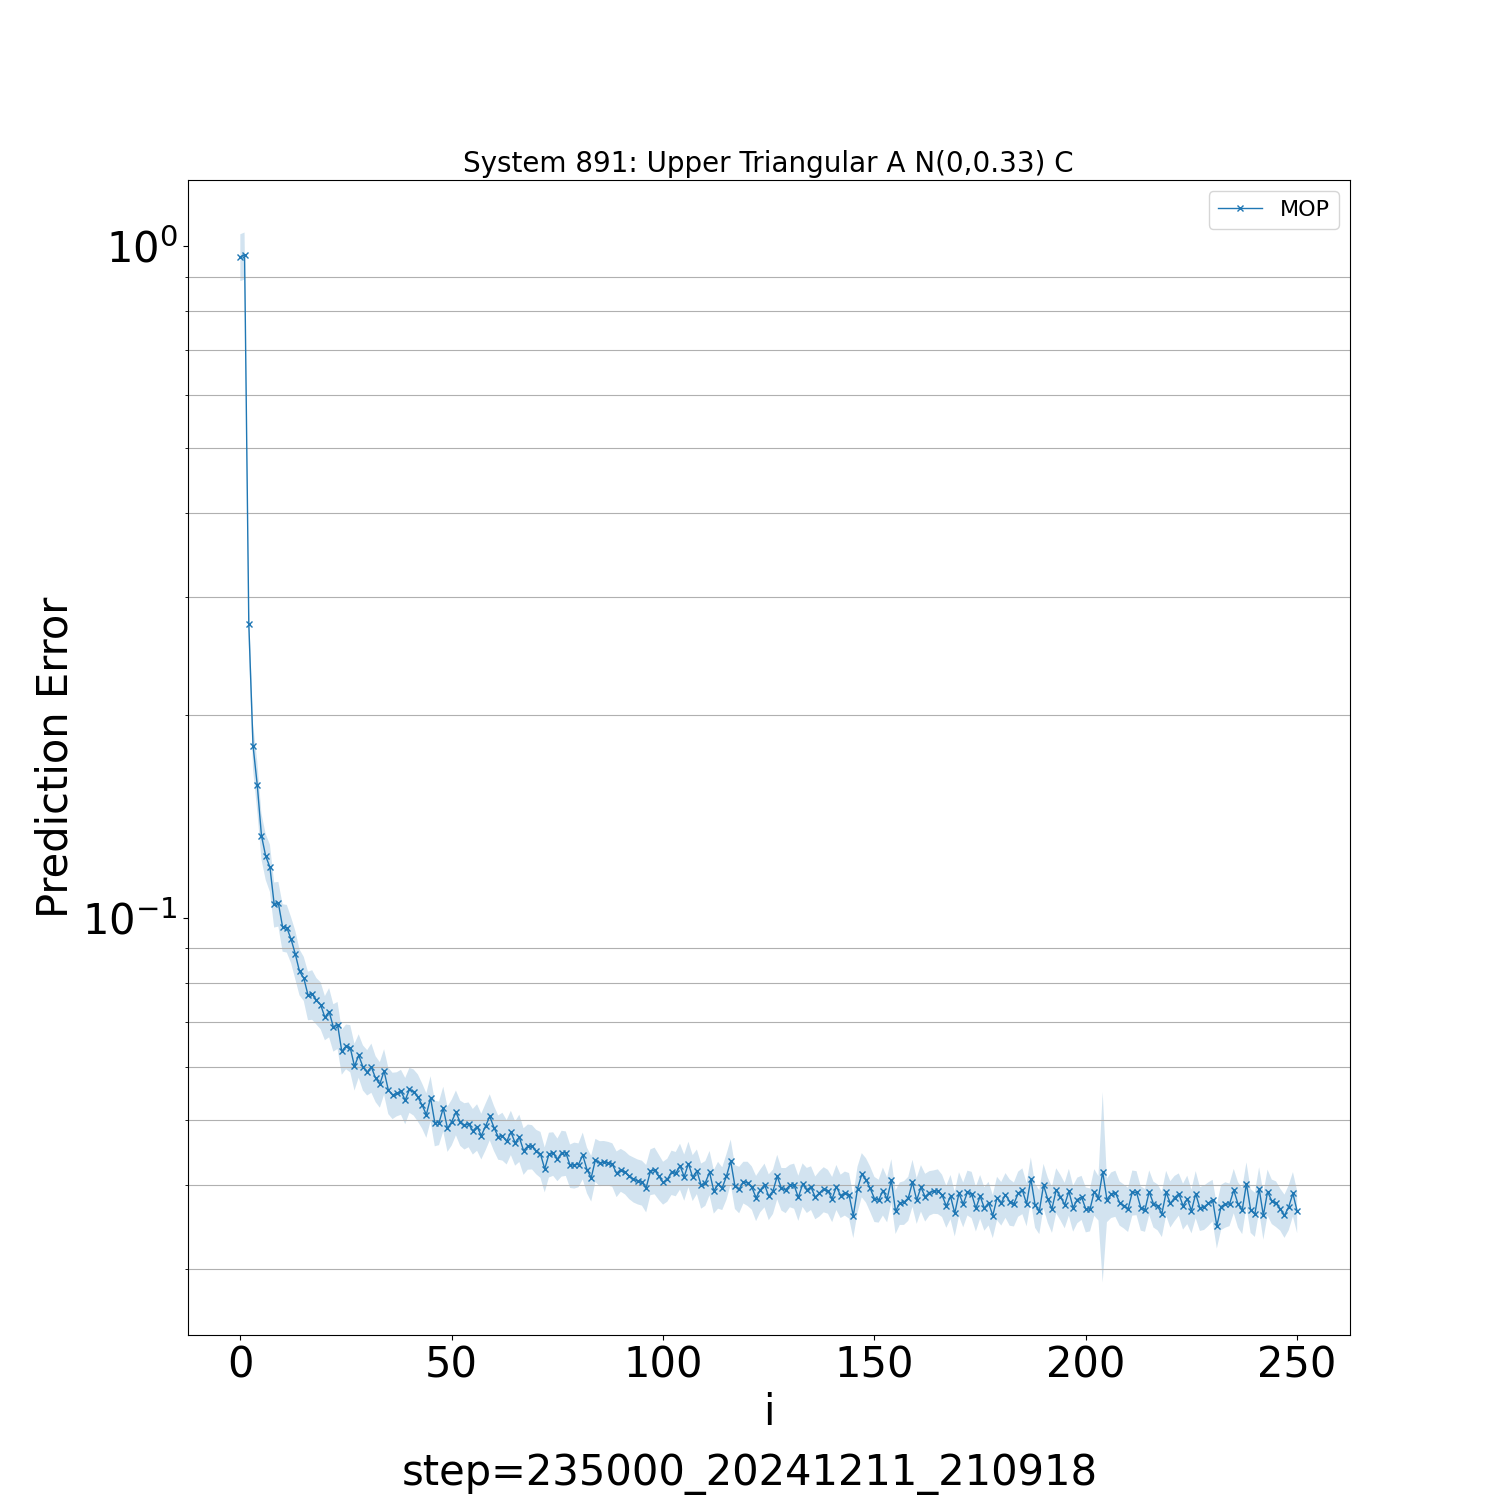 System 891: Upper Triangular A N(0,0.33) C
MOP
10⁰
10⁻¹
Prediction Error
0 50 100 150 200 250
i
step=235000_20241211_210918